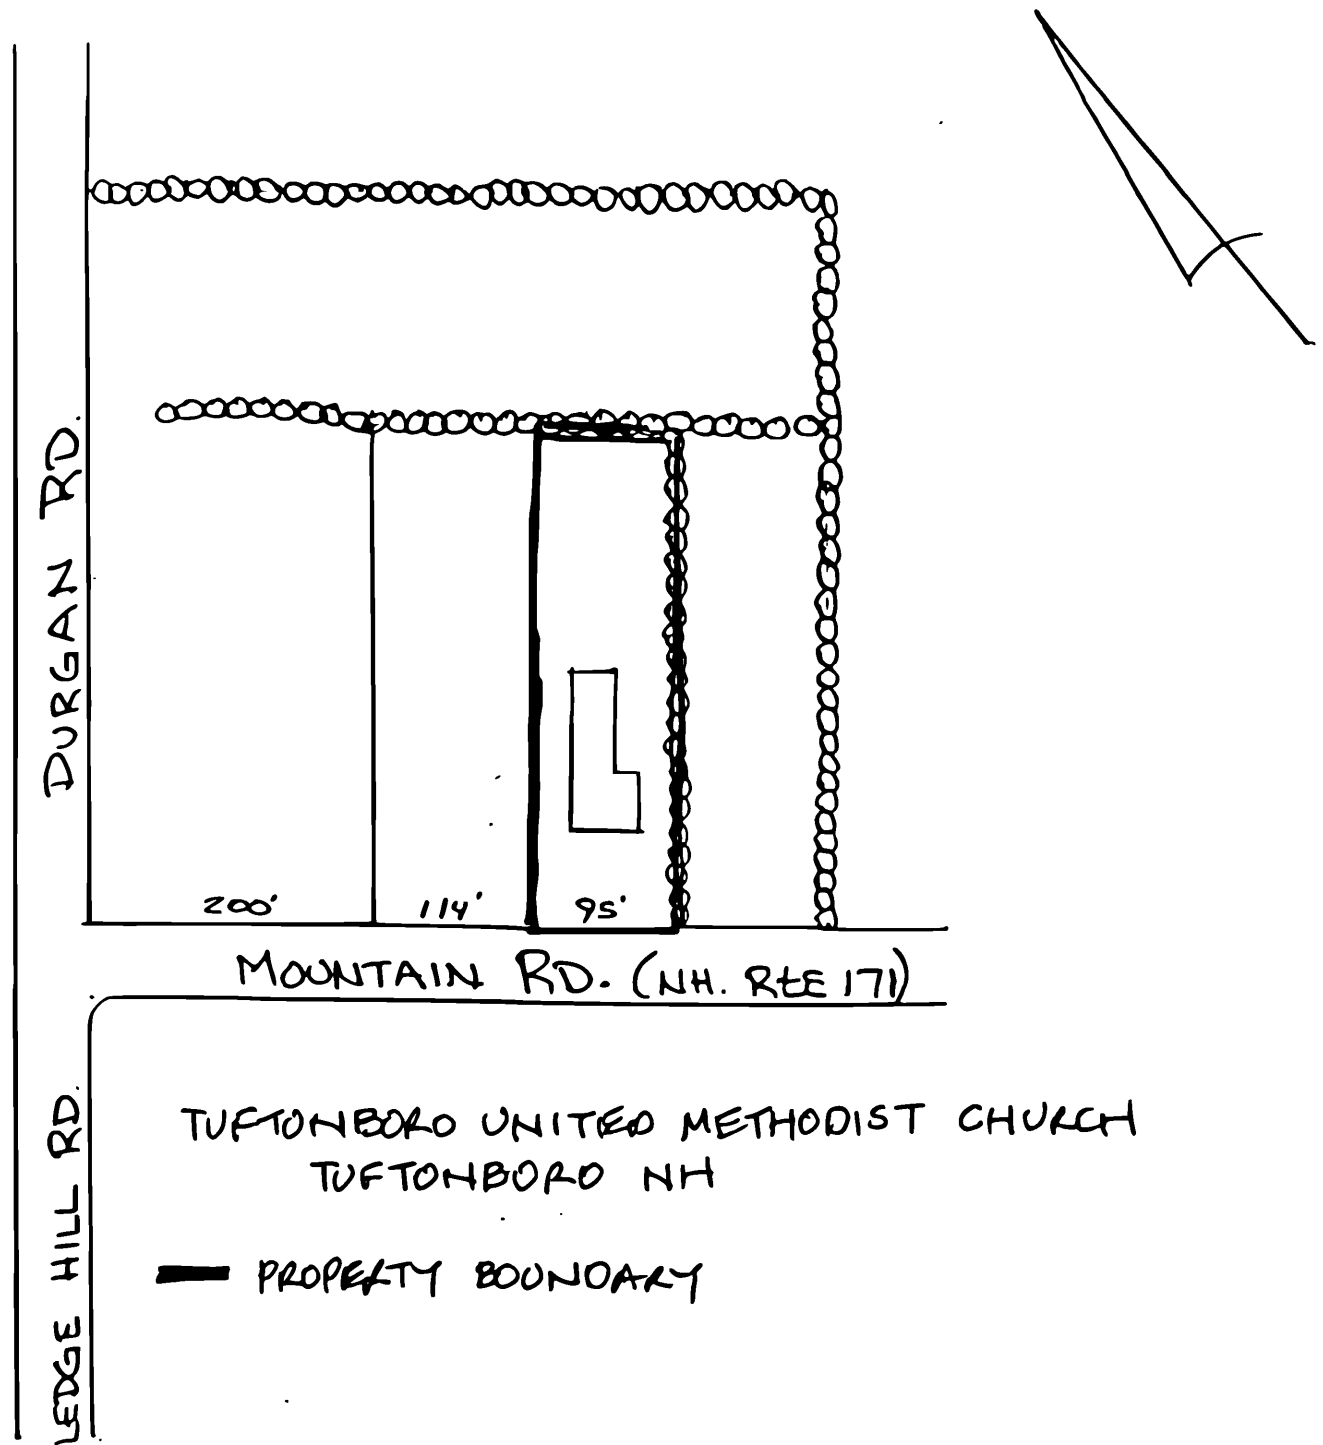 DURGAN RD.
200' 114' 95'
MOUNTAIN RD. (NH. RTE 171)
LEDGE HILL RD.
TUFTONBORO UNITED METHODIST CHURCH
TUFTONBORO NH
PROPERTY BOUNDARY